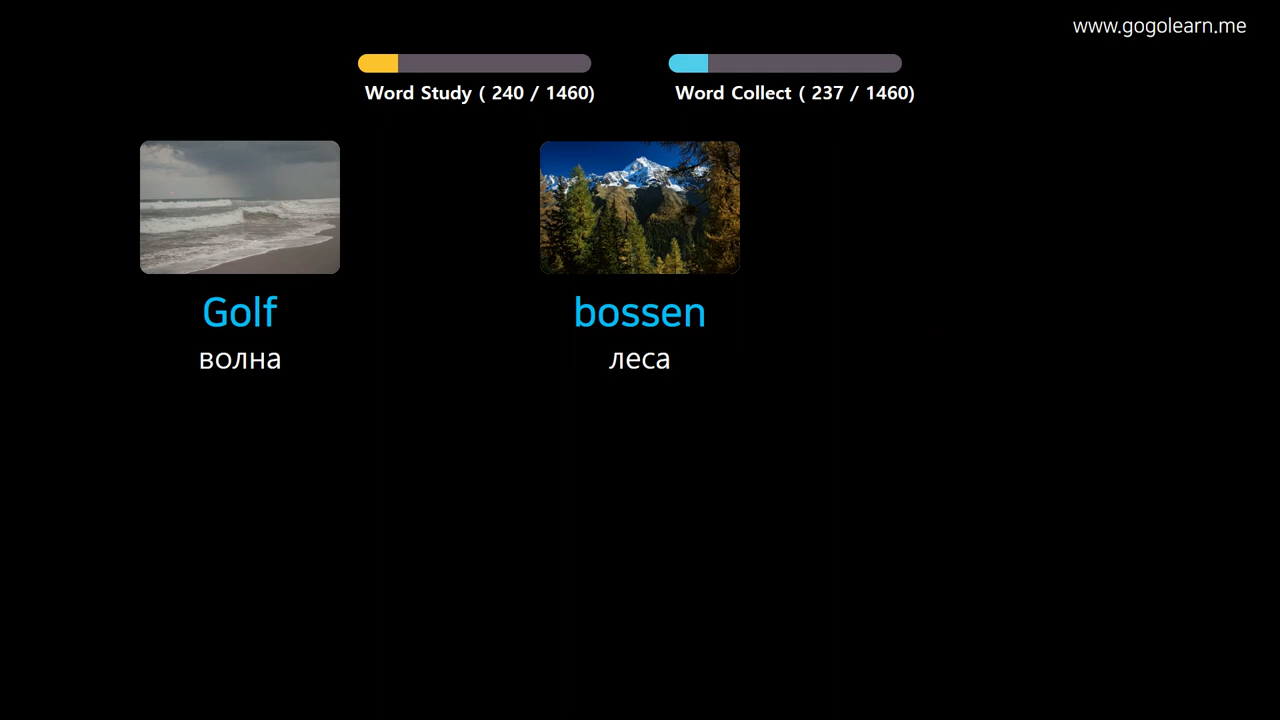 www.gogolearn.me
Word Study ( 240 / 1460)
Word Collect ( 237 / 1460)
Golf
bossen
волна
леса